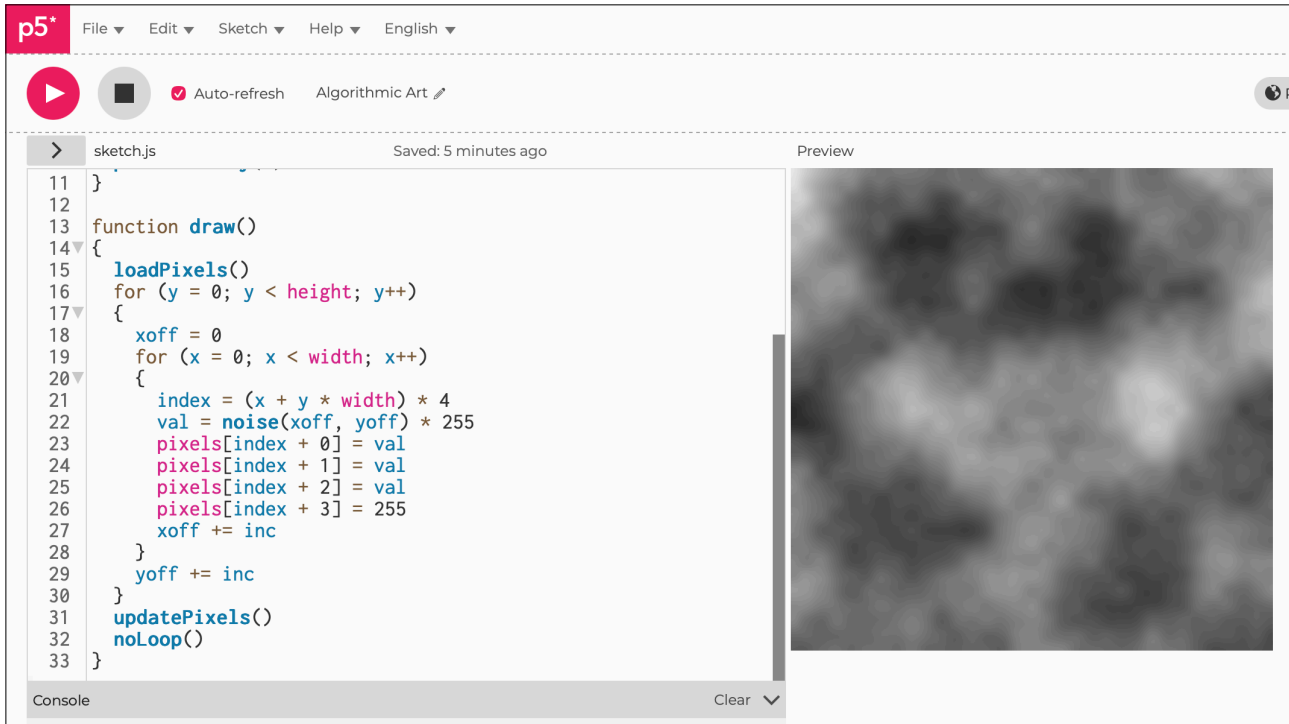 p5* File Edit Sketch Help English
Auto-refresh Algorithmic Art
sketch.js Saved: 5 minutes ago Preview
11 }
12
13 function draw()
14 {
15 loadPixels()
16 for (y = 0; y < height; y++)
17 {
18 xoff = 0
19 for (x = 0; x < width; x++)
20 {
21 index = (x + y * width) * 4
22 val = noise(xoff, yoff) * 255
23 pixels[index + 0] = val
24 pixels[index + 1] = val
25 pixels[index + 2] = val
26 pixels[index + 3] = 255
27 xoff += inc
28 }
29 yoff += inc
30 }
31 updatePixels()
32 noLoop()
33 }
Console Clear